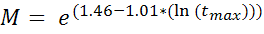 M = e^(1.46−1.01*(ln (t_max)))